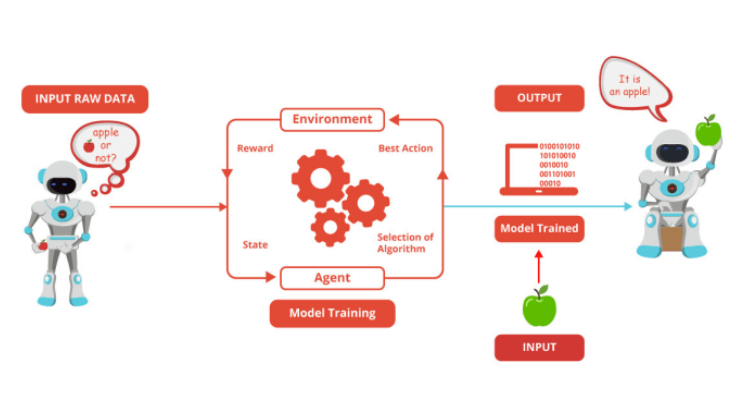 INPUT RAW DATA
apple
or
not?
Environment
Reward
Best Action
State
Selection of
Algorithm
Agent
Model Training
OUTPUT
0100101010
101010010
0010010
001101001
00010
Model Trained
INPUT
It is
an apple!